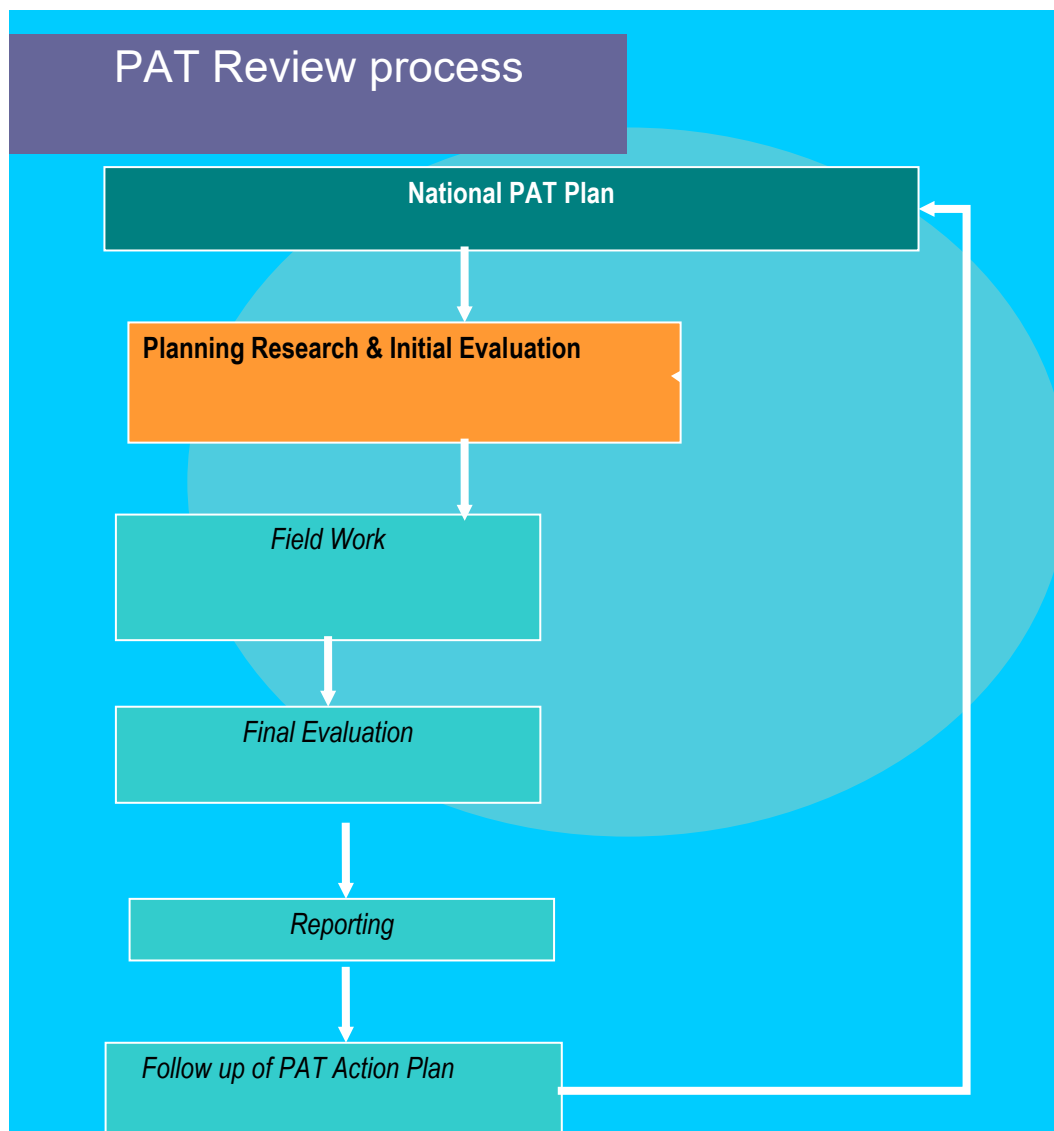 PAT Review process
National PAT Plan
Planning Research & Initial Evaluation
Field Work
Final Evaluation
Reporting
Follow up of PAT Action Plan